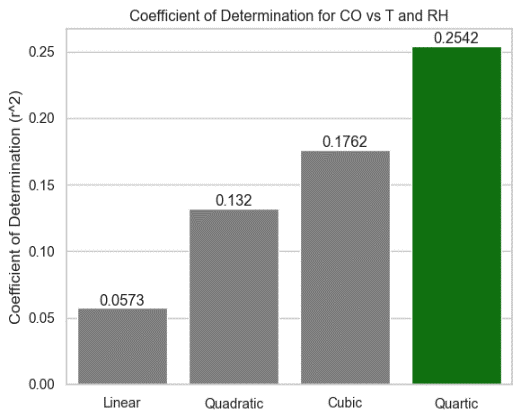 Coefficient of Determination for CO vs T and RH
Coefficient of Determination (r^2)
0.25
0.20
0.15
0.10
0.05
0.00
0.0573
0.132
0.1762
0.2542
Linear
Quadratic
Cubic
Quartic